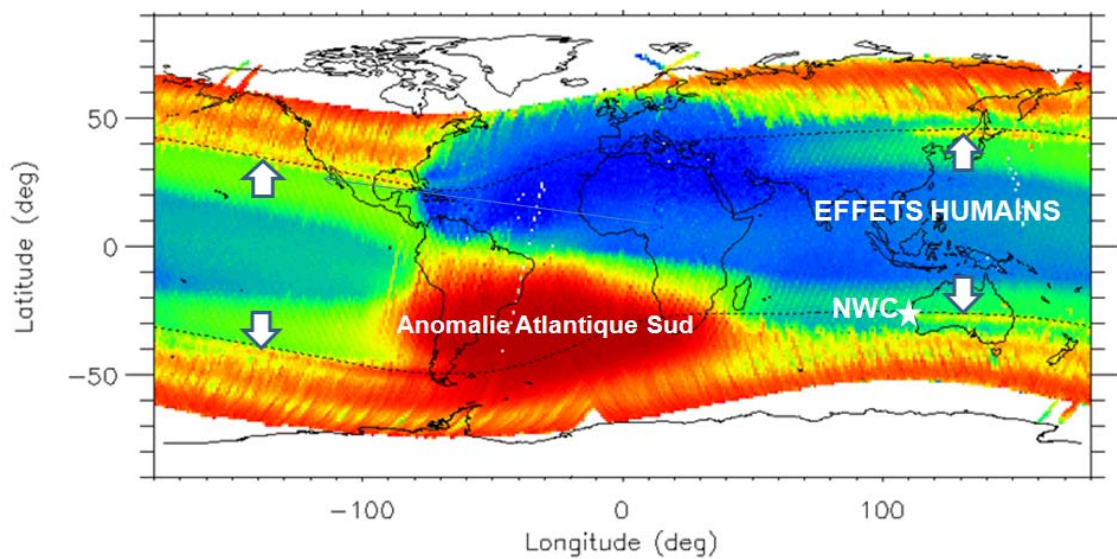 50
EFFETS HUMAINS
0
NWC
Anomalie Atlantique Sud
−50
−100
0
100
Latitude (deg)
Longitude (deg)